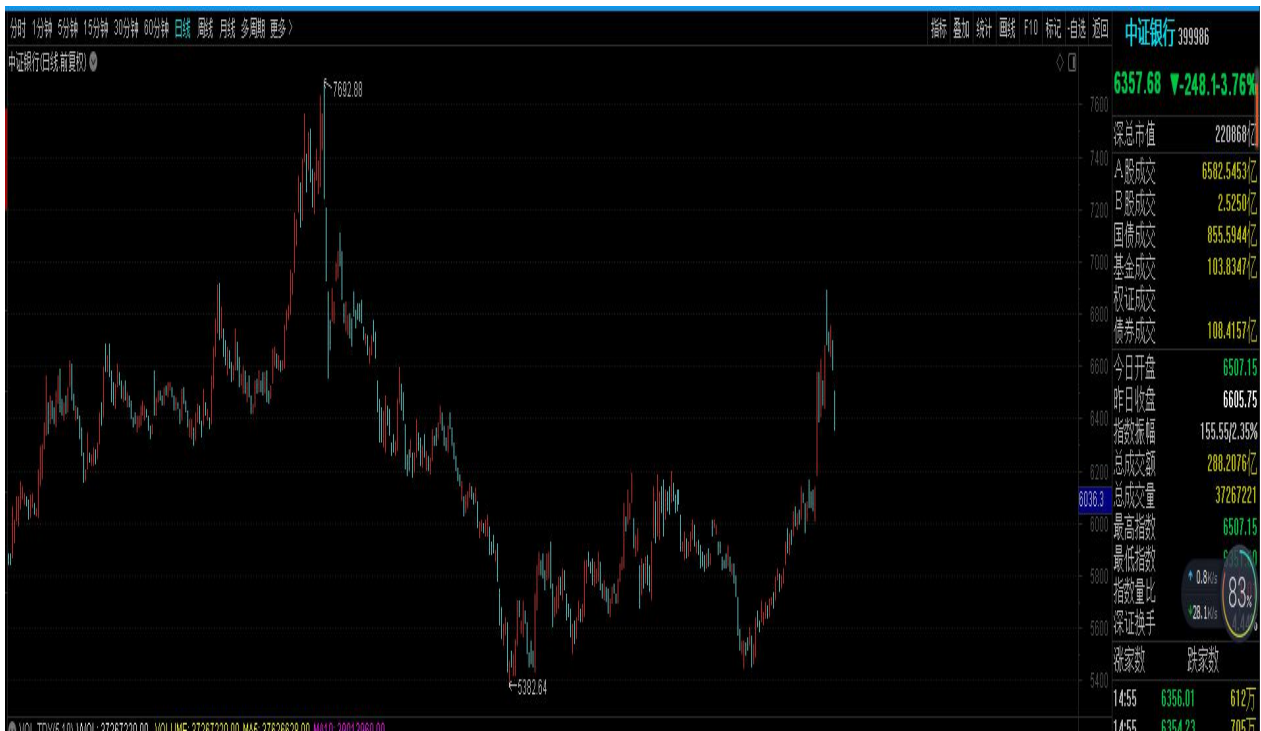 分时 1分钟 5分钟 15分钟 30分钟 60分钟 日线 周线 月线 多周期 更多〉 指标 叠加 统计 画线 F10 标记 -自选 返回
中证银行(日线.前复权)
7692.88
5382.64
7600
7400
7200
7000
6800
6600
6400
6200
6036.3
6000
5800
5600
5400
中证银行 399986
6357.68 ▼-248.1-3.76%
深总市值 220868亿
A股成交 6582.5453亿
B股成交 2.5250亿
国债成交 855.5944亿
基金成交 103.8347亿
权证成交
债券成交 108.4157亿
今日开盘 6507.15
昨日收盘 6605.75
指数振幅 155.55/2.35%
总成交额 288.2076亿
总成交量 37267221
最高指数 6507.15
最低指数
指数量比
深证换手
0.8K/s
28.1K/s
83%
涨家数 跌家数
14:55 6356.01 612万
14:55 6354.23 705万